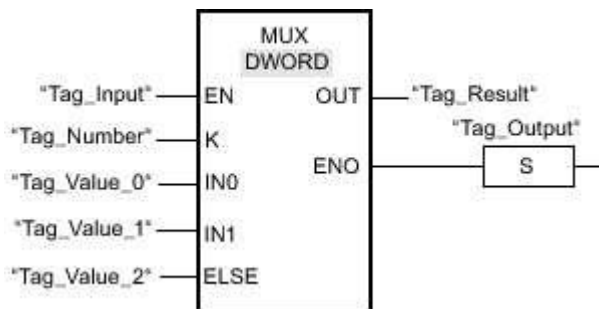 MUX
DWORD
"Tag_Input" EN OUT "Tag_Result"
"Tag_Number" K "Tag_Output"
ENO S
"Tag_Value_0" IN0
"Tag_Value_1" IN1
"Tag_Value_2" ELSE